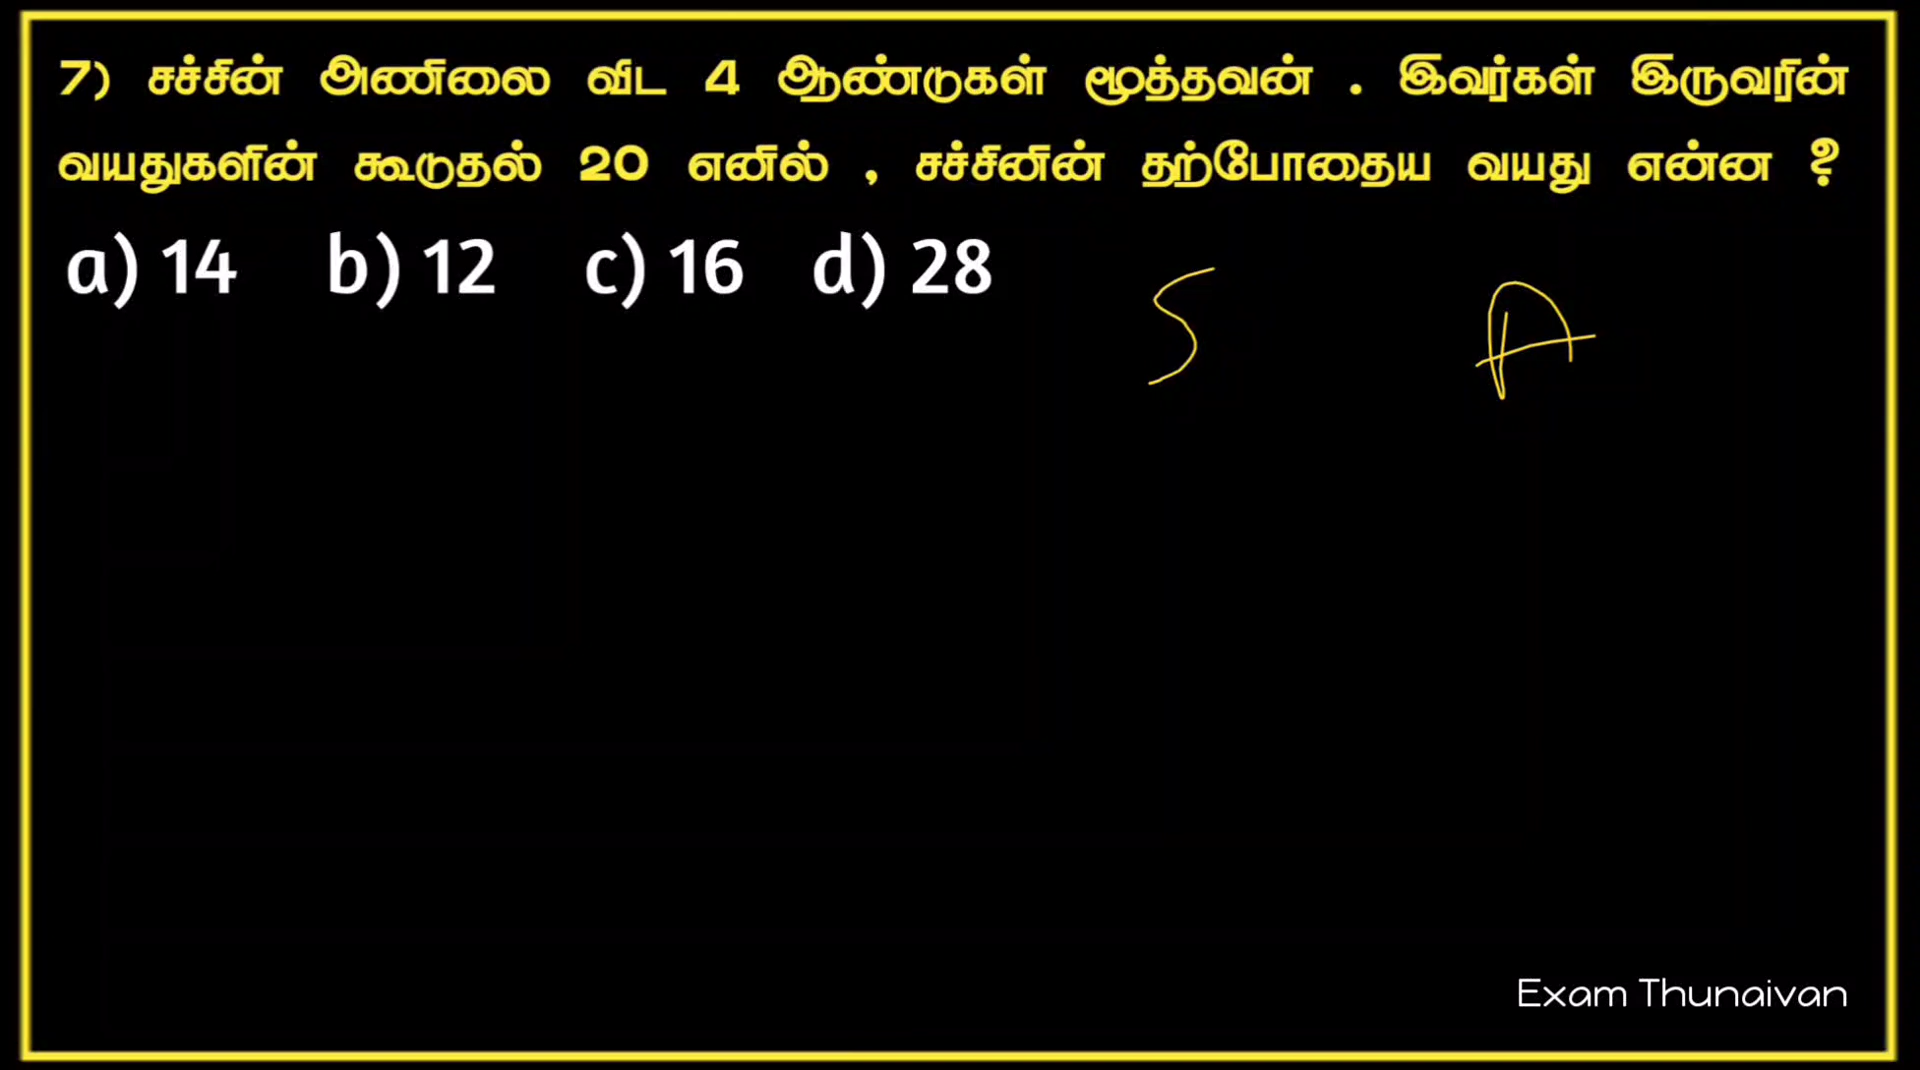 7) சச்சின் அணிலை விட 4 ஆண்டுகள் மூத்தவன் . இவர்கள் இருவரின்
வயதுகளின் கூடுதல் 20 எனில் , சச்சினின் தற்போதைய வயது என்ன ?
a) 14 b) 12 c) 16 d) 28
S A
Exam Thunaivan